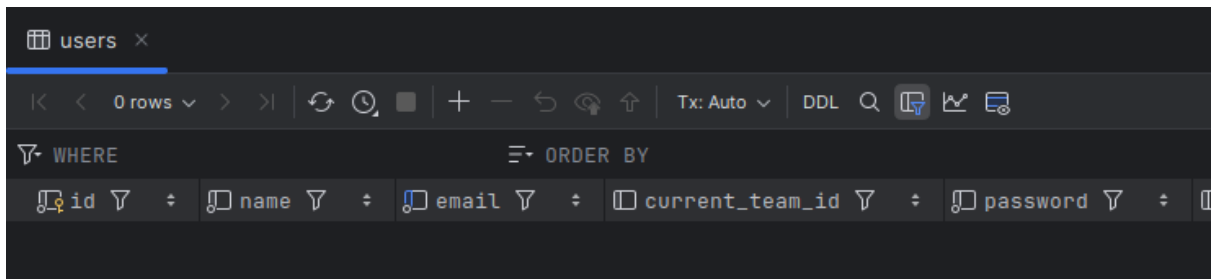 users
0 rows Tx: Auto DDL
WHERE ORDER BY
id name email current_team_id password